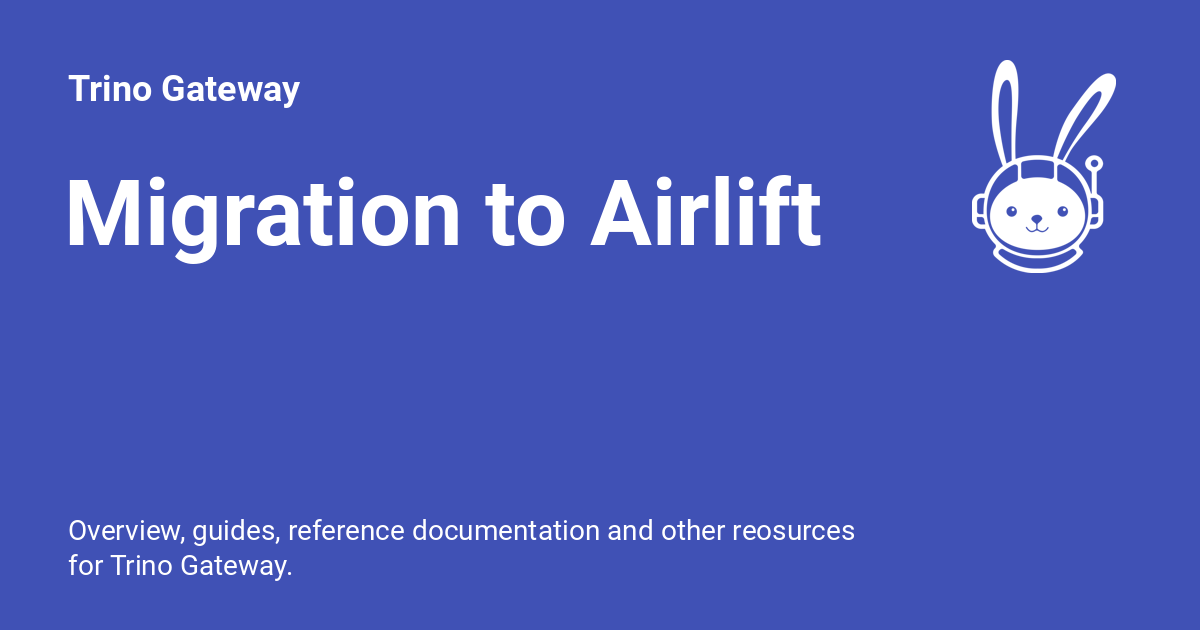 Trino Gateway
Migration to Airlift
Overview, guides, reference documentation and other reosurces
for Trino Gateway.